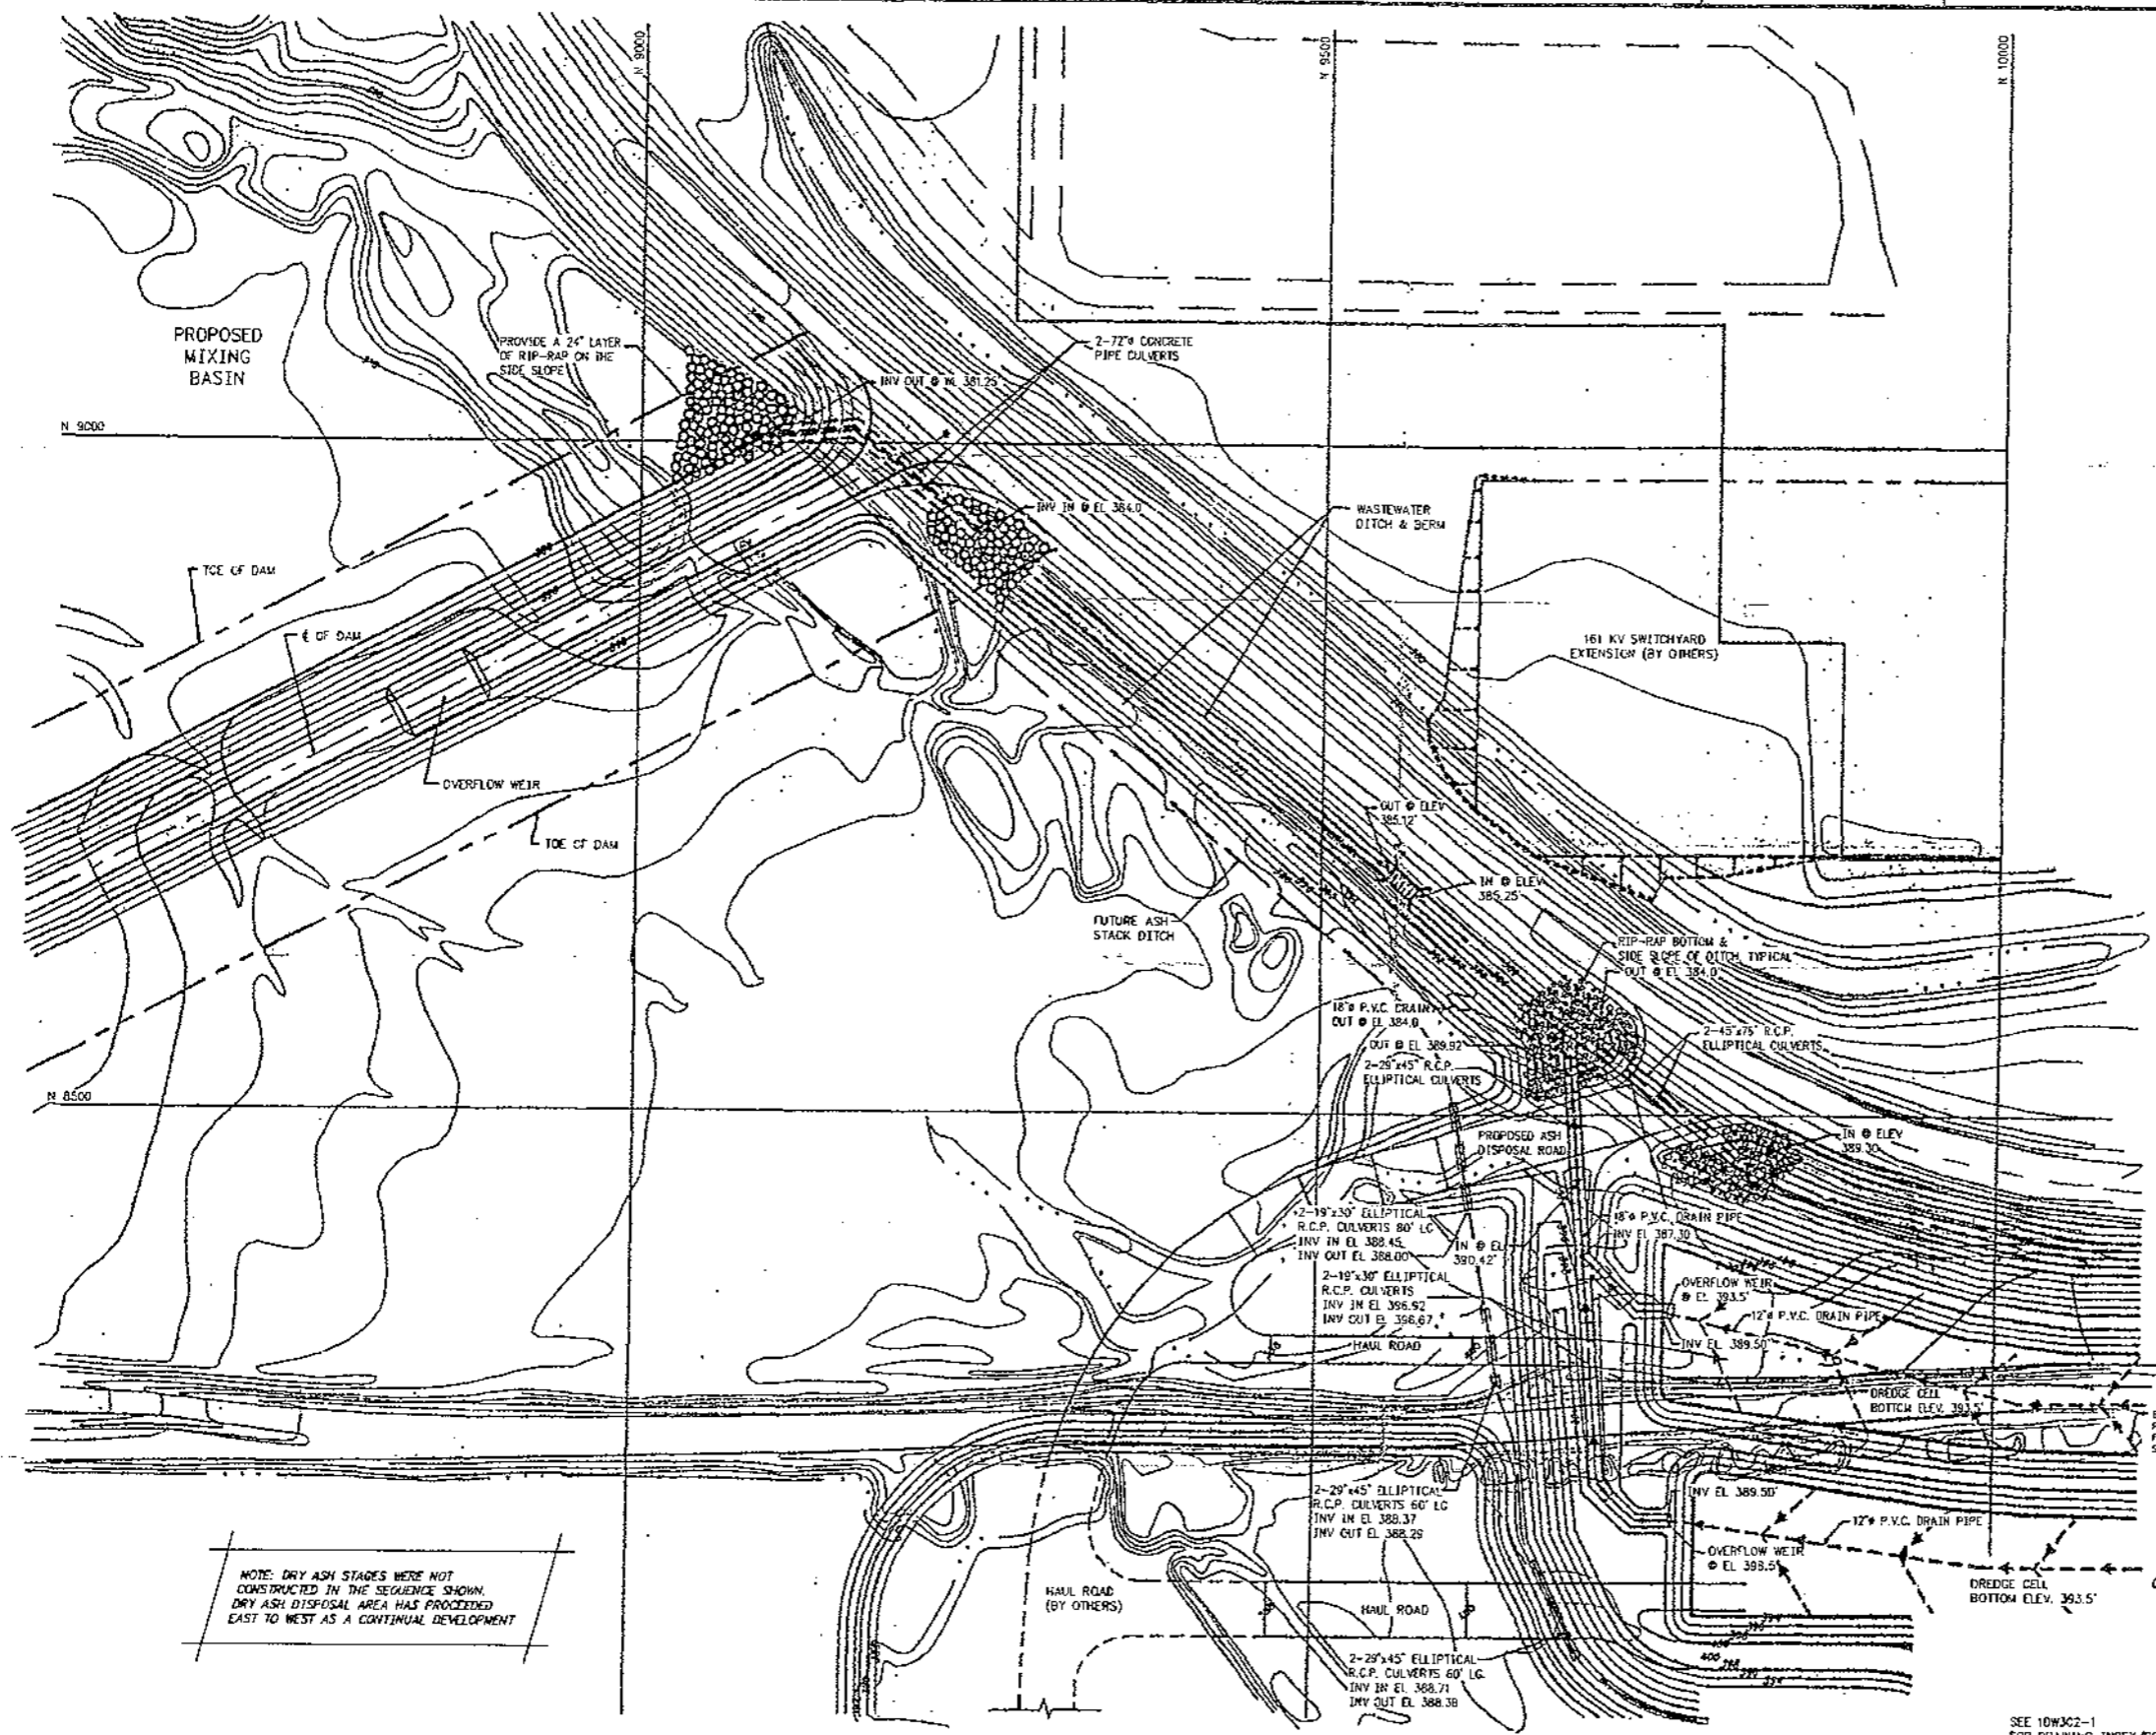 N 9000
N 9500
N 10000
PROPOSED
MIXING
BASIN
PROVIDE A 24" LAYER
OF RIP-RAP ON THE
SIDE SLOPE
2-72"ø CONCRETE
PIPE CULVERTS
INV OUT @ 381.25
N 9000
INV IN @ EL 384.0
WASTEWATER
DITCH & BERM
TOE OF DAM
℄ OF DAM
161 KV SWITCHYARD
EXTENSION (BY OTHERS)
OVERFLOW WEIR
TOE OF DAM
OUT @ ELEV
385.12'
IN @ ELEV
385.25'
FUTURE ASH
STACK DITCH
RIP-RAP BOTTOM &
SIDE SLOPE OF DITCH, TYPICAL
OUT @ EL 384.0'
18"ø P.V.C. DRAIN
OUT @ EL 384.0
OUT @ EL 389.92'
2-29"x45" R.C.P.
ELLIPTICAL CULVERTS
2-45"x75" R.C.P.
ELLIPTICAL CULVERTS
N 8500
PROPOSED ASH
DISPOSAL ROAD
IN @ ELEV
389.30
2-19"x30" ELLIPTICAL
R.C.P. CULVERTS 80' LG
INV IN EL 388.45
INV OUT EL 388.00
IN @ EL
390.42'
18"ø P.V.C. DRAIN PIPE
INV EL 387.30
2-19"x30" ELLIPTICAL
R.C.P. CULVERTS
INV IN EL 396.92
INV OUT EL 396.67
OVERFLOW WEIR
@ EL 393.5'
12"ø P.V.C. DRAIN PIPE
HAUL ROAD
INV EL 389.50'
DREDGE CELL
BOTTOM ELEV. 393.5'
2-29"x45" ELLIPTICAL
R.C.P. CULVERTS 60' LG
INV IN EL 388.37
INV OUT EL 388.29
INV EL 389.50'
12"ø P.V.C. DRAIN PIPE
OVERFLOW WEIR
@ EL 398.5'
DREDGE CELL
BOTTOM ELEV. 393.5'
NOTE: DRY ASH STAGES WERE NOT
CONSTRUCTED IN THE SEQUENCE SHOWN.
DRY ASH DISPOSAL AREA HAS PROCEEDED
EAST TO WEST AS A CONTINUAL DEVELOPMENT
HAUL ROAD
(BY OTHERS)
HAUL ROAD
2-29"x45" ELLIPTICAL
R.C.P. CULVERTS 60' LG
INV IN EL 388.71
INV OUT EL 388.38
400
SEE 10W302-1